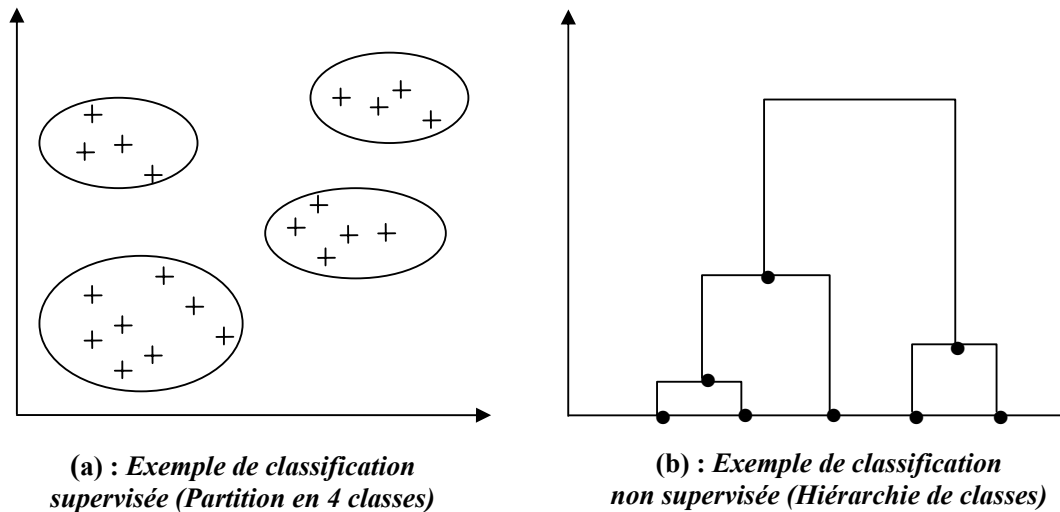 (a) : Exemple de classification
supervisée (Partition en 4 classes)
(b) : Exemple de classification
non supervisée (Hiérarchie de classes)